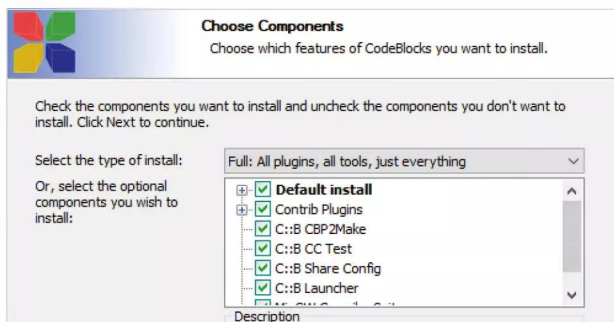 Choose Components
Choose which features of CodeBlocks you want to install.
Check the components you want to install and uncheck the components you don't want to
install. Click Next to continue.
Select the type of install:
Full: All plugins, all tools, just everything
Or, select the optional
components you wish to
install:
Default install
Contrib Plugins
C::B CBP2Make
C::B CC Test
C::B Share Config
C::B Launcher
Description